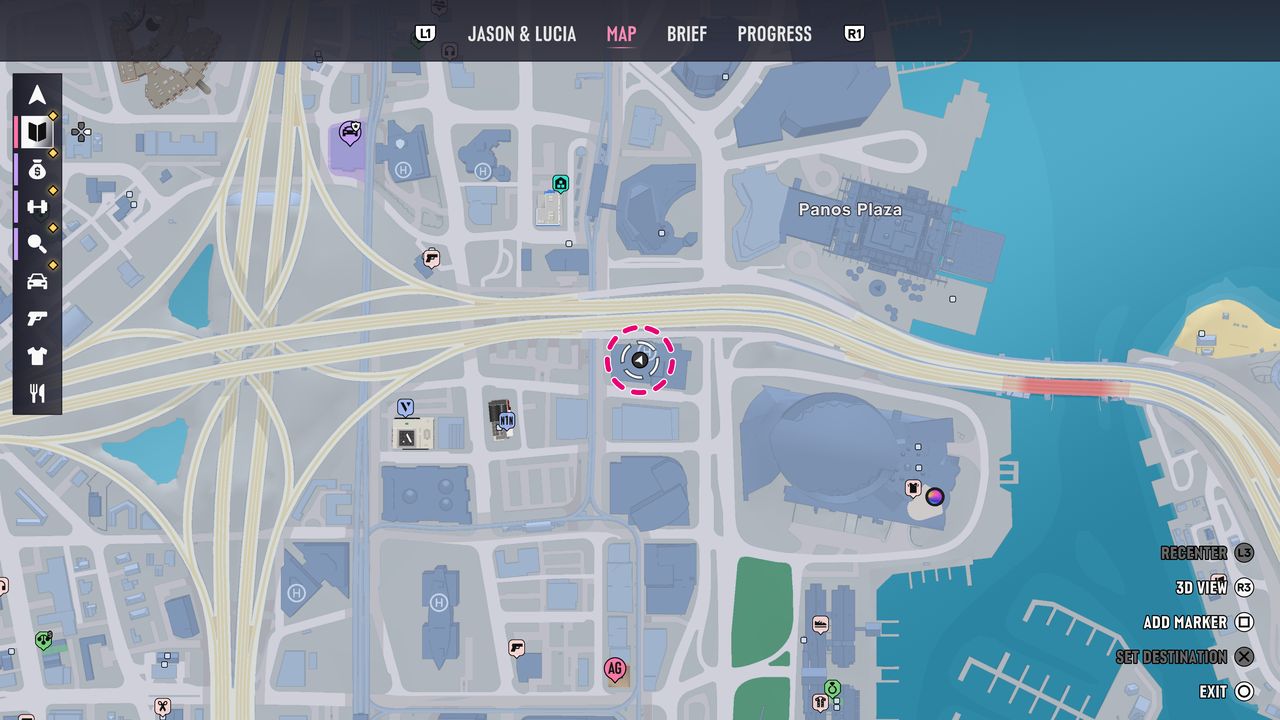 L1 JASON & LUCIA MAP BRIEF PROGRESS R1
H
H
Panos Plaza
V
H
H
AG
RECENTER L3
3D VIEW R3
ADD MARKER
SET DESTINATION
EXIT